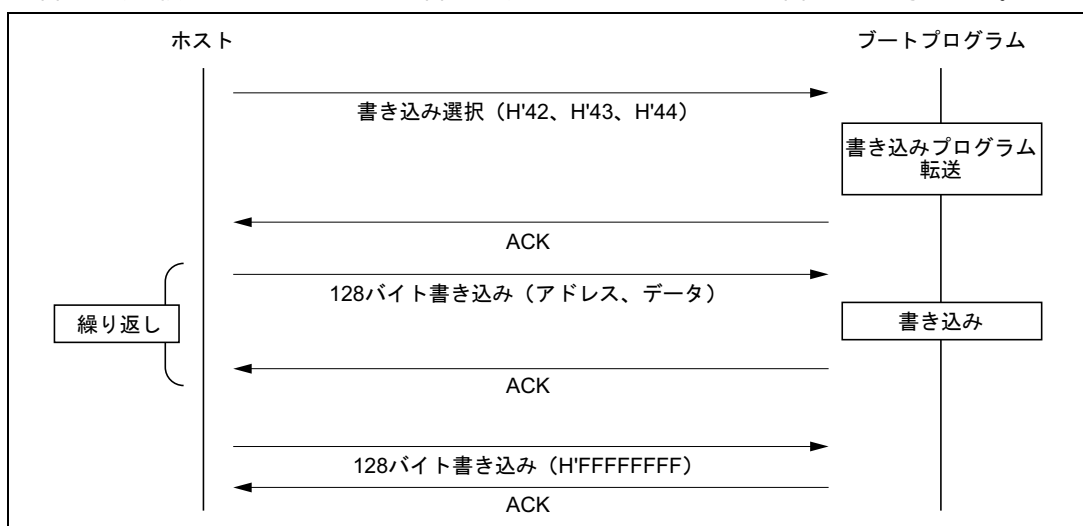 ホスト
ブートプログラム
書き込み選択（H'42、H'43、H'44）
書き込みプログラム
転送
ACK
128バイト書き込み（アドレス、データ）
繰り返し
書き込み
ACK
128バイト書き込み（H'FFFFFFFF）
ACK